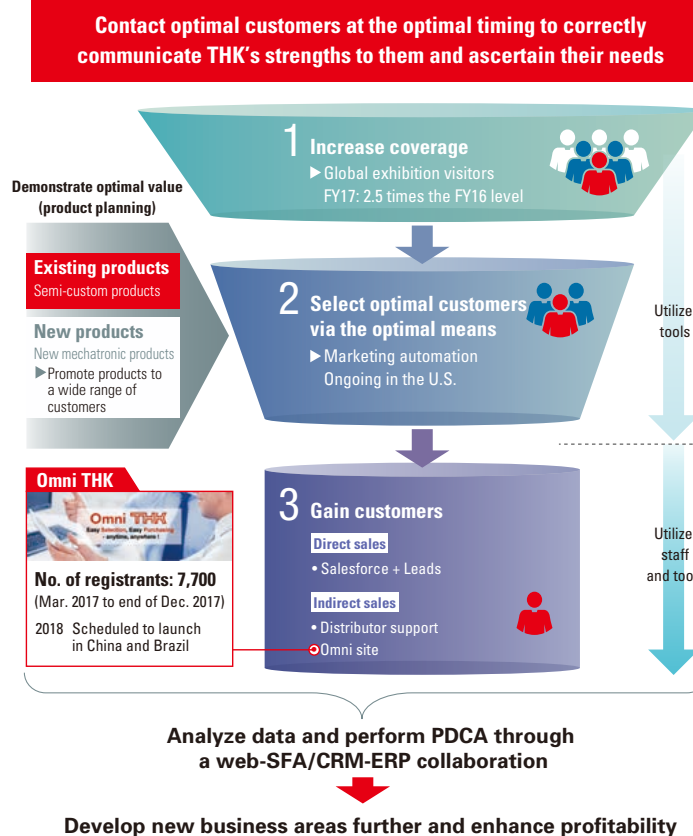 Contact optimal customers at the optimal timing to correctly
communicate THK’s strengths to them and ascertain their needs
1 Increase coverage
▶Global exhibition visitors
FY17: 2.5 times the FY16 level
Demonstrate optimal value
(product planning)
Existing products
Semi-custom products
New products
New mechatronic products
▶Promote products to
a wide range of
customers
2 Select optimal customers
via the optimal means
▶Marketing automation
Ongoing in the U.S.
Utilize
tools
Omni THK
Omni THK
Easy Selection, Easy Purchasing
- anytime, anywhere !
No. of registrants: 7,700
(Mar. 2017 to end of Dec. 2017)
2018 Scheduled to launch
in China and Brazil
3 Gain customers
Direct sales
• Salesforce + Leads
Indirect sales
• Distributor support
•Omni site
Utilize
staff
and too
Analyze data and perform PDCA through
a web-SFA/CRM-ERP collaboration
Develop new business areas further and enhance profitability